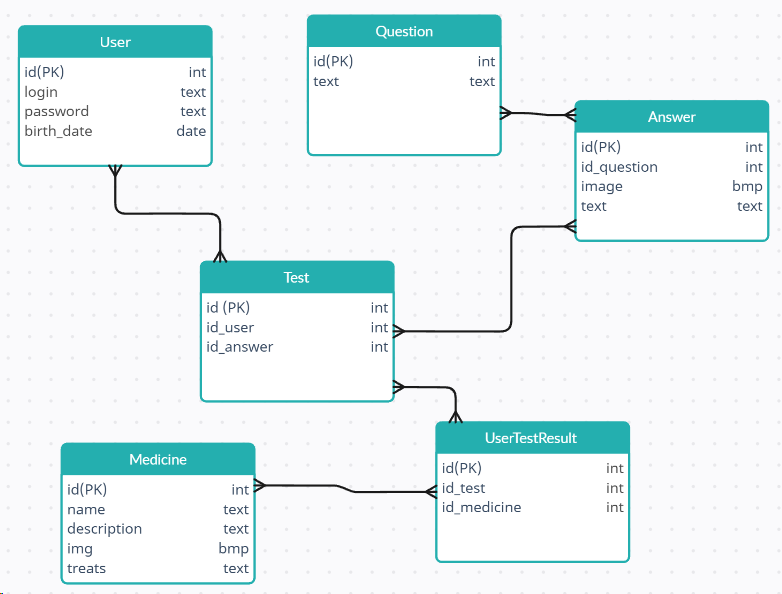 User
id(PK) int
login text
password text
birth_date date
Question
id(PK) int
text text
Answer
id(PK) int
id_question int
image bmp
text text
Test
id (PK) int
id_user int
id_answer int
UserTestResult
id(PK) int
id_test int
id_medicine int
Medicine
id(PK) int
name text
description text
img bmp
treats text